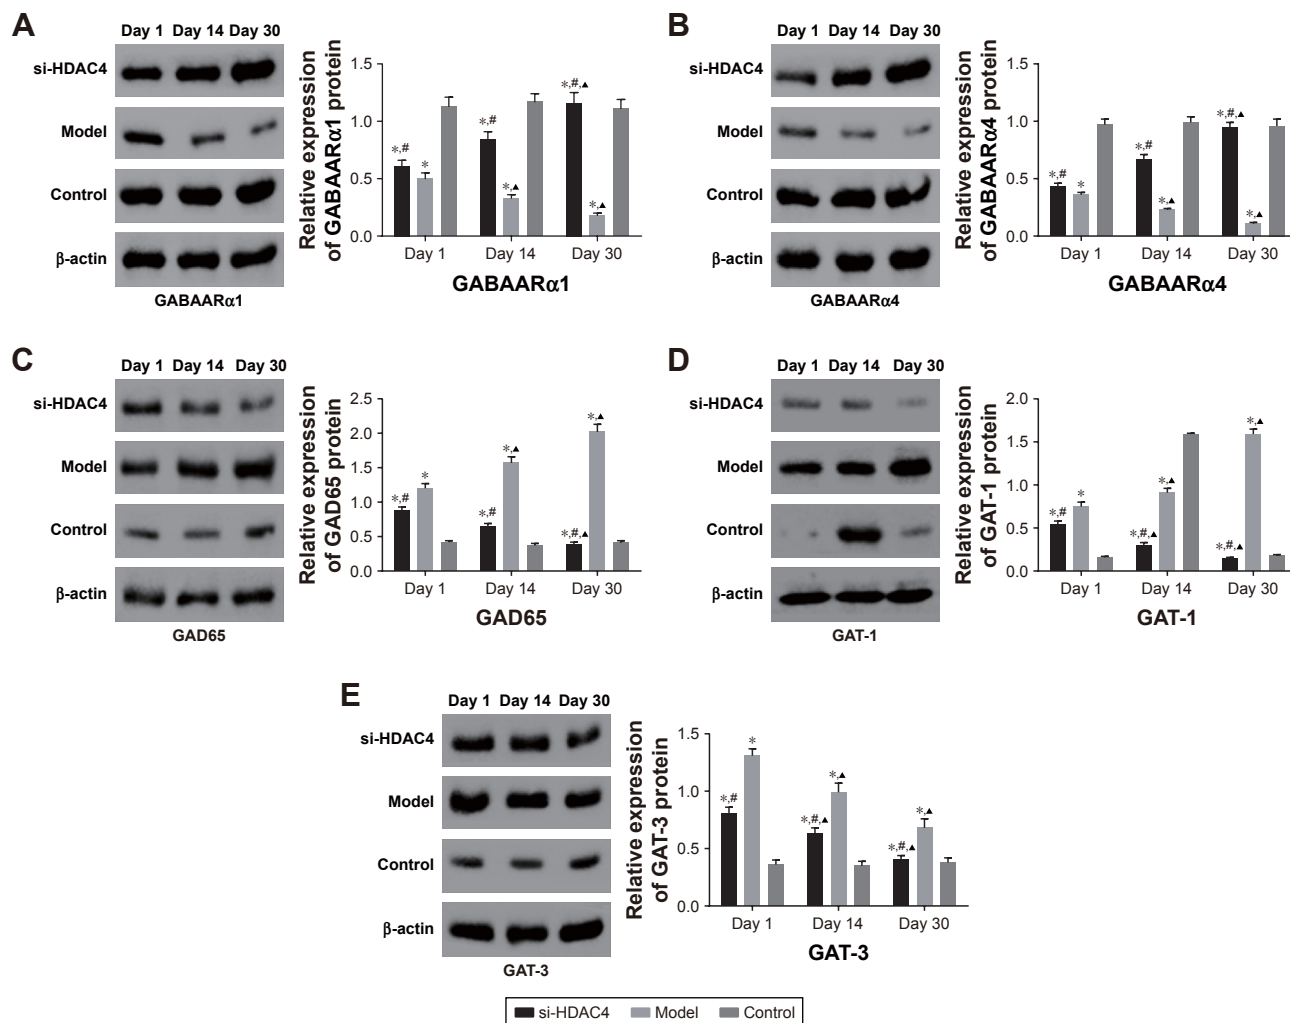 A
Day 1 Day 14 Day 30
si-HDAC4
Model
Control
β-actin
GABAARα1
Relative expression
of GABAARα1 protein
1.5
1.0
0.5
0.0
*,#
*
*,#
*,▲
*,#,▲
*,▲
Day 1
Day 14
Day 30
GABAARα1
B
Day 1 Day 14 Day 30
si-HDAC4
Model
Control
β-actin
GABAARα4
Relative expression
of GABAARα4 protein
1.5
1.0
0.5
0.0
*,#
*
*,#
*,▲
*,#,▲
*,▲
Day 1
Day 14
Day 30
GABAARα4
C
Day 1 Day 14 Day 30
si-HDAC4
Model
Control
β-actin
GAD65
Relative expression
of GAD65 protein
2.5
2.0
1.5
1.0
0.5
0.0
*,#
*
*,#
*,▲
*,#,▲
*,▲
Day 1
Day 14
Day 30
GAD65
D
Day 1 Day 14 Day 30
si-HDAC4
Model
Control
β-actin
GAT-1
Relative expression
of GAT-1 protein
2.0
1.5
1.0
0.5
0.0
*,#
*
*,#,▲
*,▲
*,#,▲
*,▲
Day 1
Day 14
Day 30
GAT-1
E
Day 1 Day 14 Day 30
si-HDAC4
Model
Control
β-actin
GAT-3
Relative expression
of GAT-3 protein
1.5
1.0
0.5
0.0
*,#
*
*,#,▲
*,▲
*,#,▲
*,▲
Day 1
Day 14
Day 30
GAT-3
si-HDAC4 Model Control